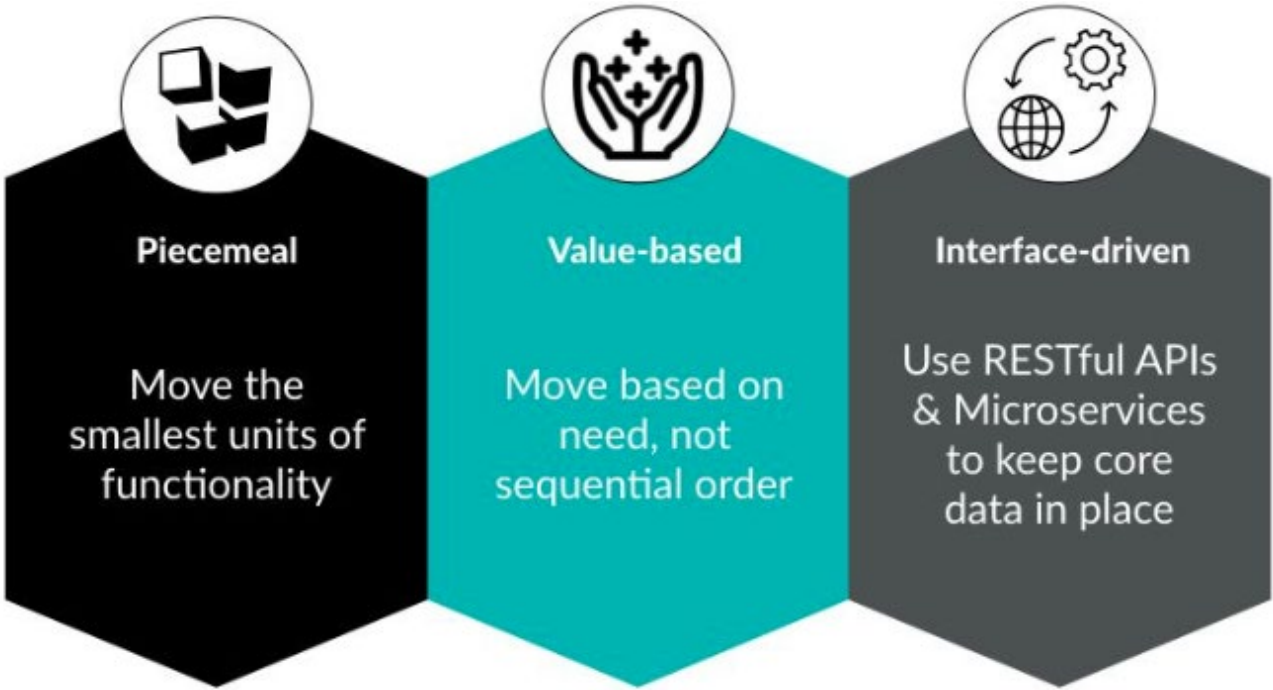 Piecemeal
Move the
smallest units of
functionality
Value-based
Move based on
need, not
sequential order
Interface-driven
Use RESTful APIs
& Microservices
to keep core
data in place